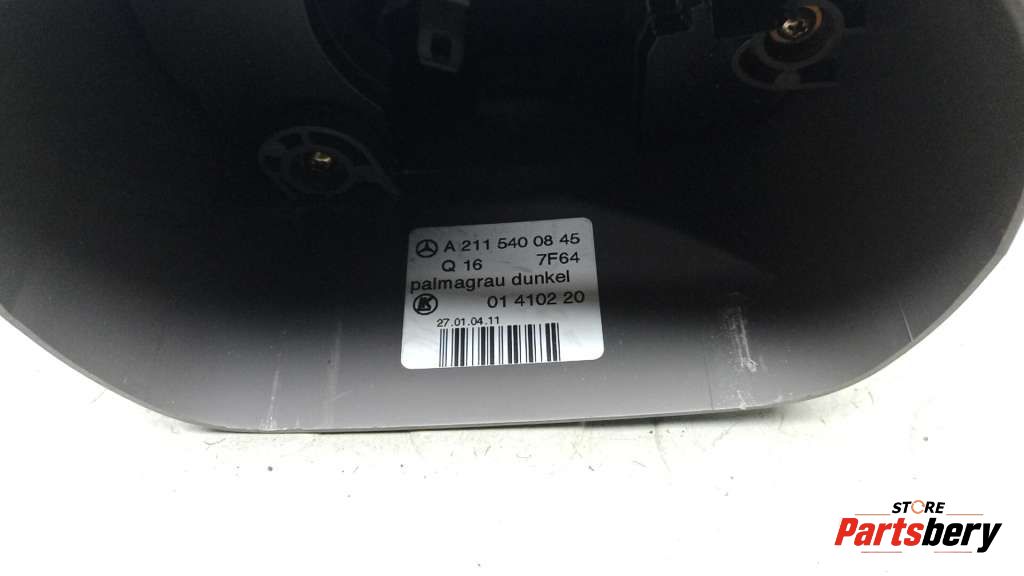 A 211 540 08 45
Q 16 7F64
palmagrau dunkel
01 4102 20
27.01.04.11
STORE
Partsbery